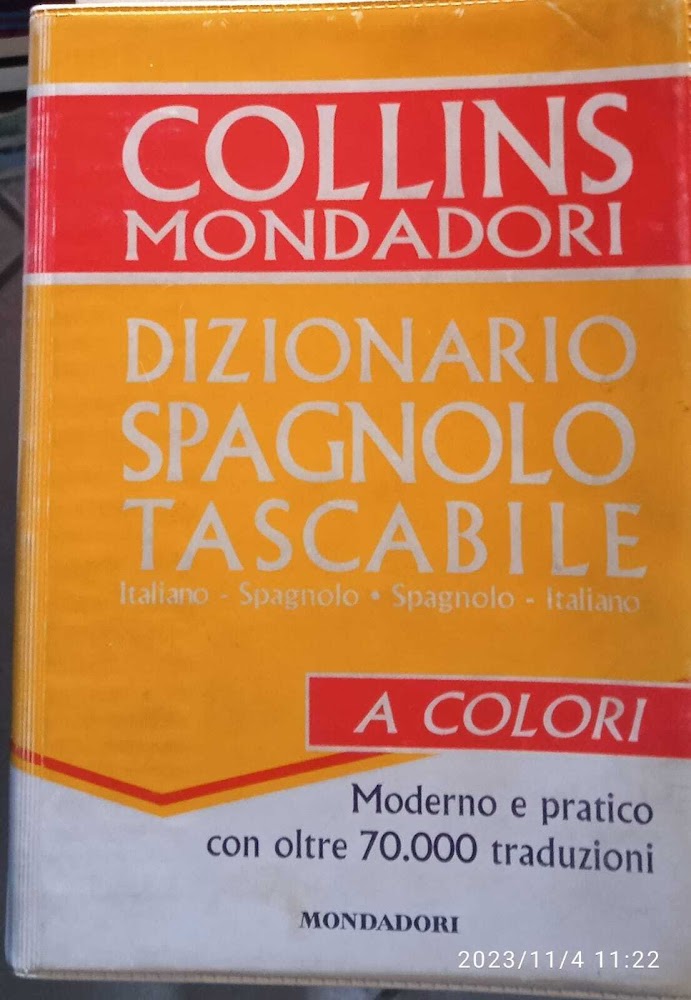 COLLINS
MONDADORI
DIZIONARIO
SPAGNOLO
TASCABILE
Italiano - Spagnolo • Spagnolo - Italiano
A COLORI
Moderno e pratico
con oltre 70.000 traduzioni
MONDADORI
2023/11/4 11:22